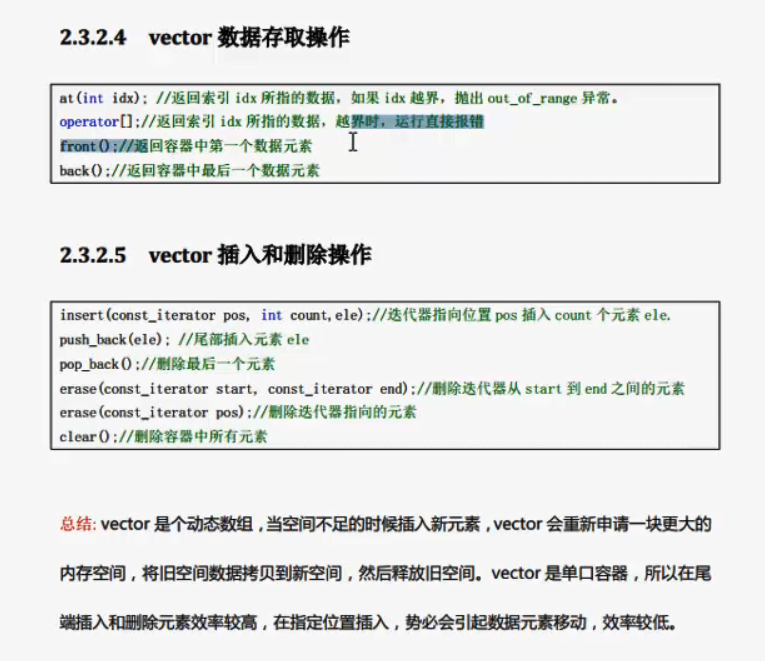 2.3.2.4 vector 数据存取操作
at(int idx); //返回索引 idx 所指的数据，如果 idx 越界，抛出 out_of_range 异常。
operator[];//返回索引 idx 所指的数据，越界时，运行直接报错
front();//返回容器中第一个数据元素
back();//返回容器中最后一个数据元素
2.3.2.5 vector 插入和删除操作
insert(const_iterator pos, int count,ele);//迭代器指向位置 pos 插入 count 个元素 ele.
push_back(ele); //尾部插入元素 ele
pop_back();//删除最后一个元素
erase(const_iterator start, const_iterator end);//删除迭代器从 start 到 end 之间的元素
erase(const_iterator pos);//删除迭代器指向的元素
clear();//删除容器中所有元素
总结: vector 是个动态数组，当空间不足的时候插入新元素，vector 会重新申请一块更大的
内存空间，将旧空间数据拷贝到新空间，然后释放旧空间。vector 是单口容器，所以在尾
端插入和删除元素效率较高，在指定位置插入，势必会引起数据元素移动，效率较低。